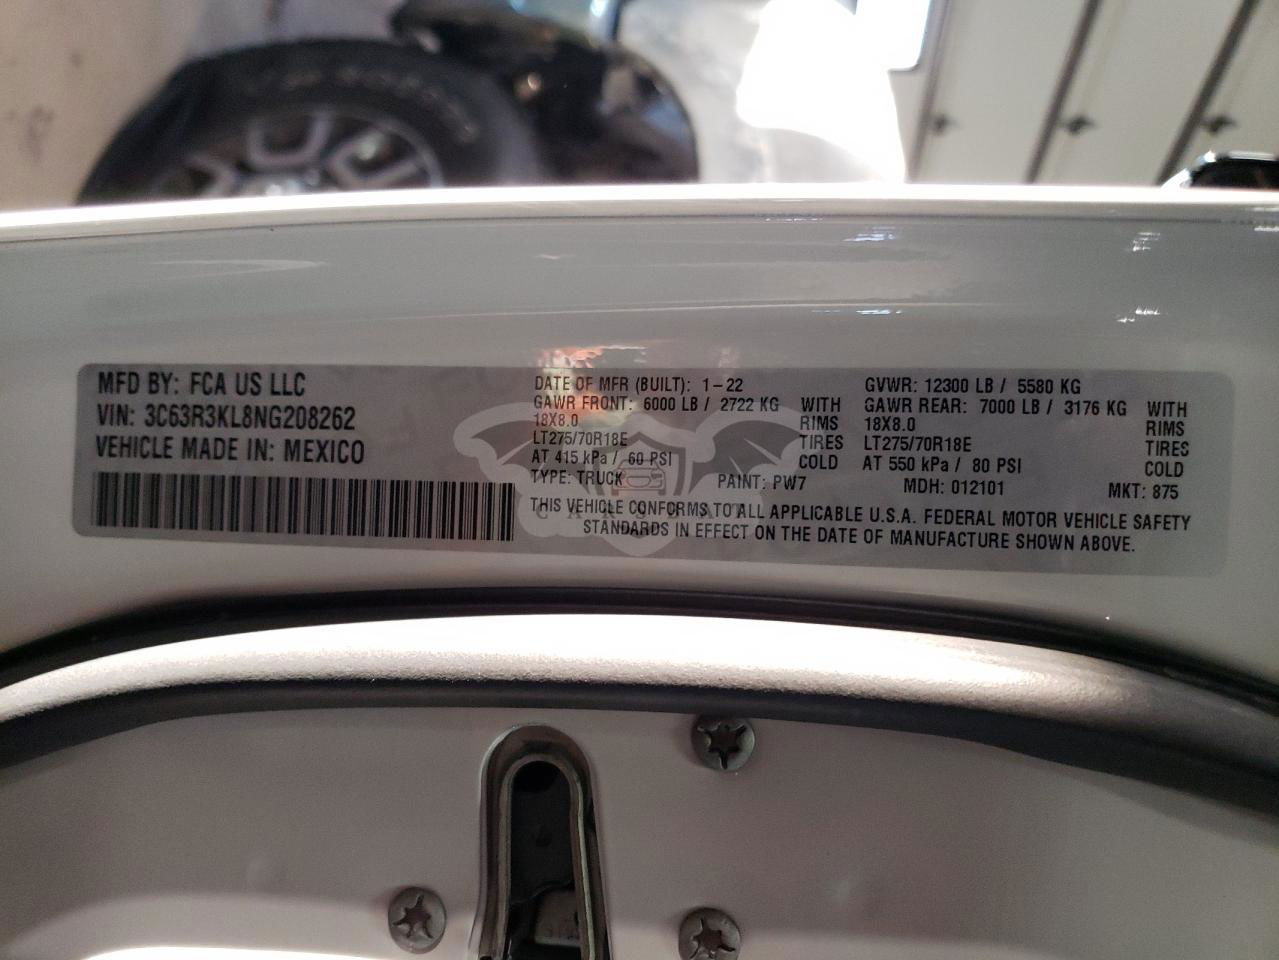 MFD BY: FCA US LLC
VIN: 3C63R3KL8NG208262
VEHICLE MADE IN: MEXICO
DATE OF MFR (BUILT): 1-22
GAWR FRONT: 6000 LB / 2722 KG WITH
18X8.0 RIMS
LT275/70R18E TIRES
AT 415 kPa / 60 PSI COLD
GVWR: 12300 LB / 5580 KG
GAWR REAR: 7000 LB / 3176 KG WITH
18X8.0 RIMS
LT275/70R18E TIRES
AT 550 kPa / 80 PSI COLD
TYPE: TRUCK PAINT: PW7 MDH: 012101 MKT: 875
THIS VEHICLE CONFORMS TO ALL APPLICABLE U.S.A. FEDERAL MOTOR VEHICLE SAFETY
STANDARDS IN EFFECT ON THE DATE OF MANUFACTURE SHOWN ABOVE.